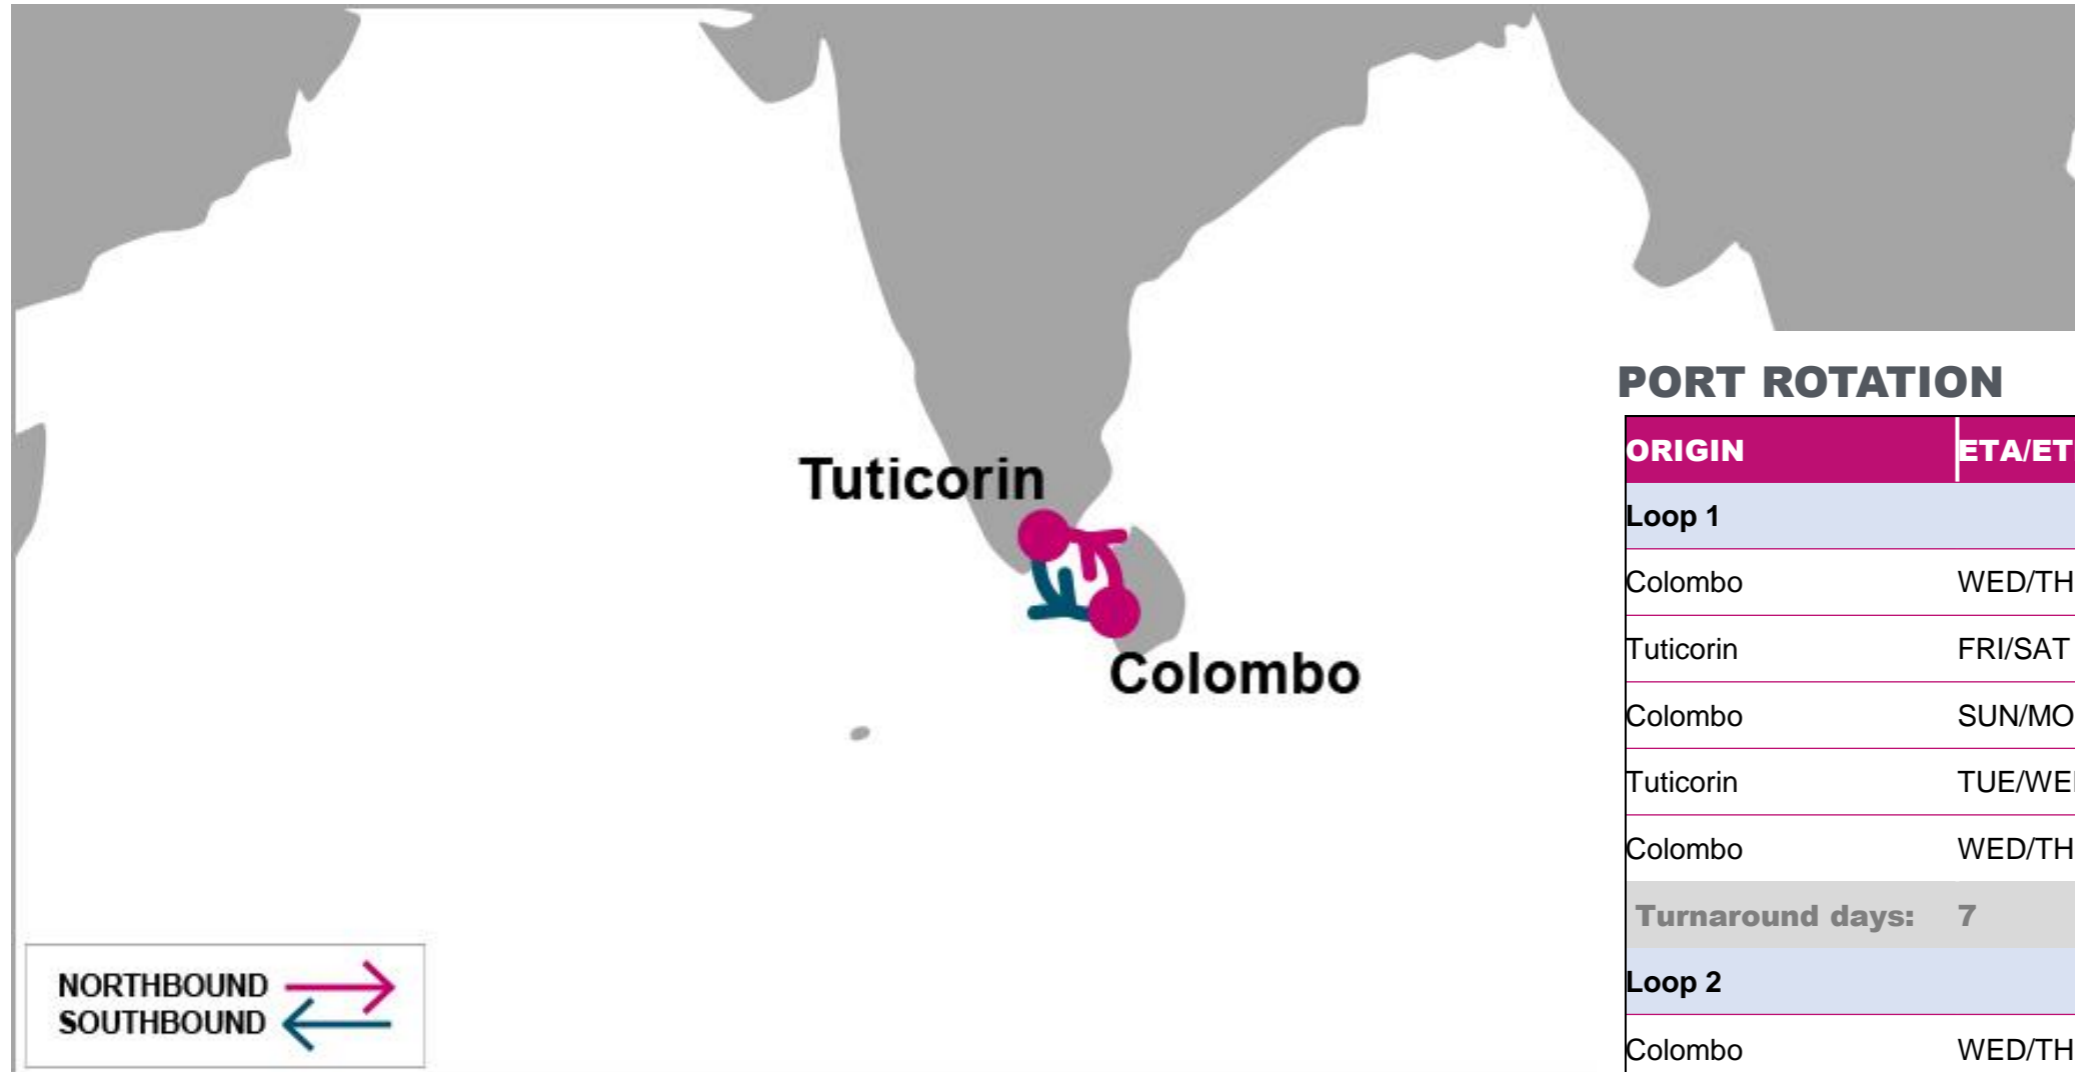 Tuticorin
Colombo
NORTHBOUND
SOUTHBOUND
PORT ROTATION
ORIGIN ETA/ET
Loop 1
Colombo WED/TH
Tuticorin FRI/SAT
Colombo SUN/MO
Tuticorin TUE/WE
Colombo WED/TH
Turnaround days: 7
Loop 2
Colombo WED/TH